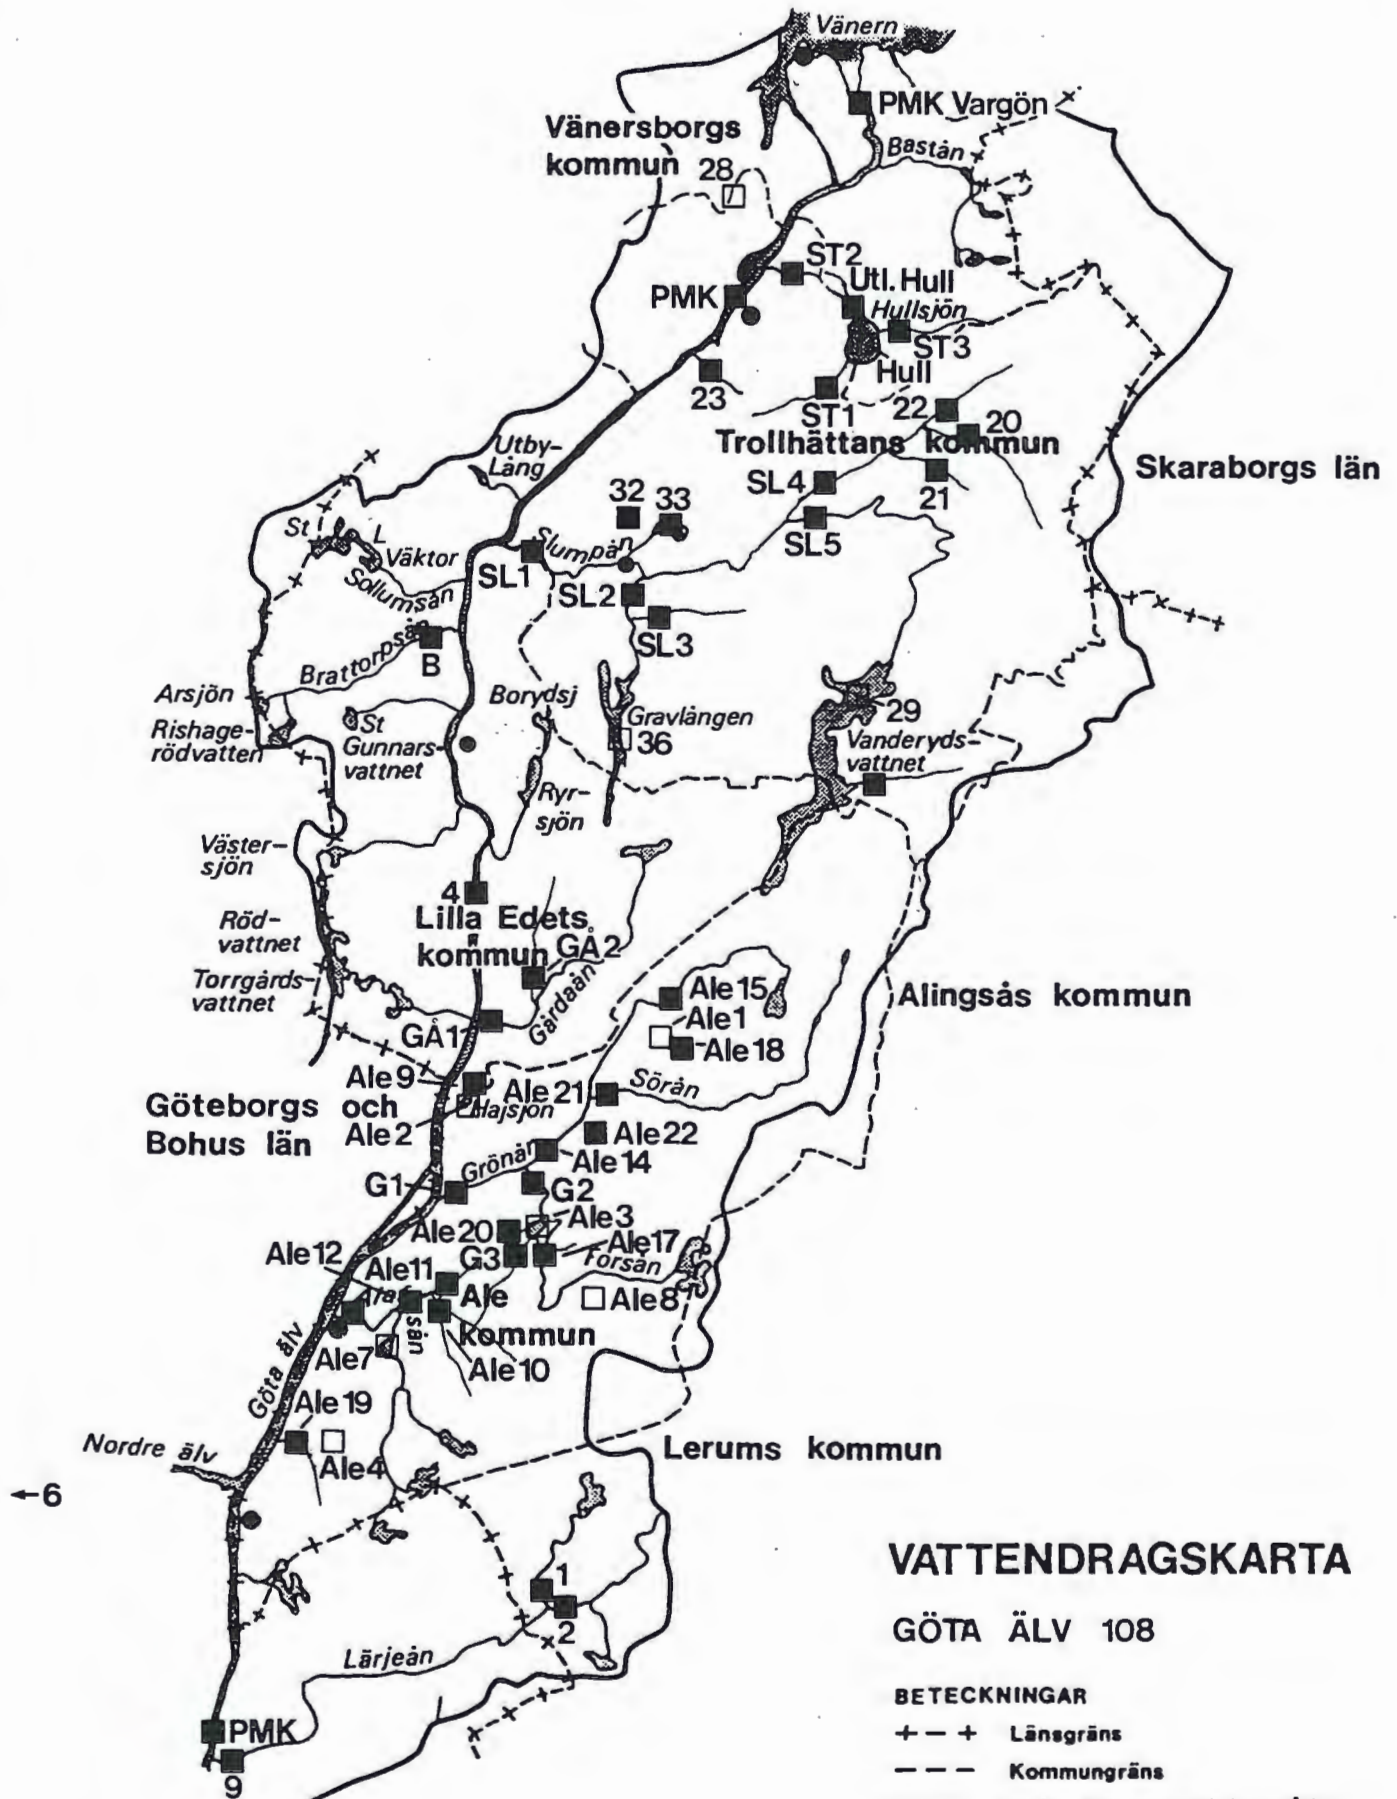 Vänern
PMK Vargön
Vänersborgs
kommun
28
Bastån
ST2
Utl. Hull
PMK
Hullsjön
ST3
Hull
23
ST1
22
20
Trollhättans kommun
Utby-
Lång
Skaraborgs län
SL4
21
32
33
St
L
Väktor
SL5
Slumpån
SL1
Sollumsån
SL2
SL3
Brattorpsån
B
Arsjön
Borydsj
St
Gunnars-
vattnet
Rishage-
rödvatten
Gravlången
36
29
Vanderyds-
vattnet
Ryr-
sjön
Väster-
sjön
4
Lilla Edets
kommun
GÅ2
Röd-
vattnet
Torrgårds-
vattnet
Gårdaån
Ale15
Alingsås kommun
Ale1
GÅ1
Ale18
Ale9
Ale21
Sörån
Göteborgs och
Bohus län
Hajsjön
Ale2
Ale22
Grönån
Ale14
G1
G2
Ale3
Ale20
Ale17
G3
Forsån
Ale12
Ale11
Ale
kommun
Ale8
Ale7
Ale10
Göta älv
Ale19
Nordre älv
Ale4
Lerums kommun
←6
1
2
Lärjeån
PMK
9
VATTENDRAGSKARTA
GÖTA ÄLV 108
BETECKNINGAR
Länsgräns
Kommungräns